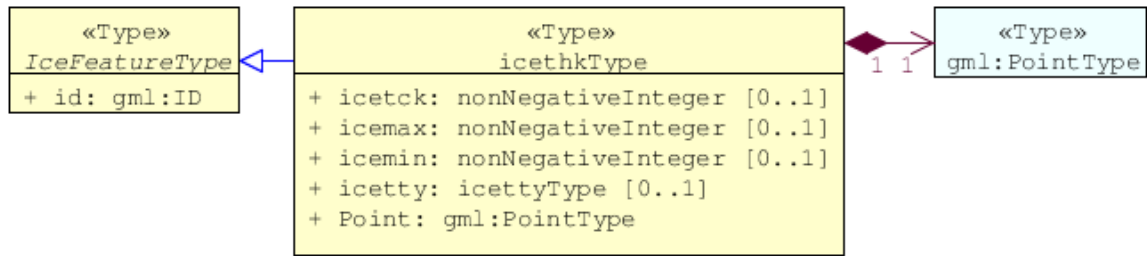 «Type»
IceFeatureType
+ id: gml:ID
«Type»
icethkType
+ icetck: nonNegativeInteger [0..1]
+ icemax: nonNegativeInteger [0..1]
+ icemin: nonNegativeInteger [0..1]
+ icetty: icettyType [0..1]
+ Point: gml:PointType
1 1
«Type»
gml:PointType